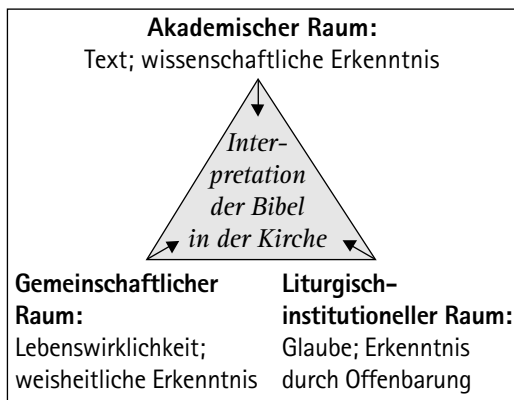 Akademischer Raum:
Text; wissenschaftliche Erkenntnis
Inter-
pretation
der Bibel
in der Kirche
Gemeinschaftlicher
Raum:
Lebenswirklichkeit;
weisheitliche Erkenntnis
Liturgisch-
institutioneller Raum:
Glaube; Erkenntnis
durch Offenbarung